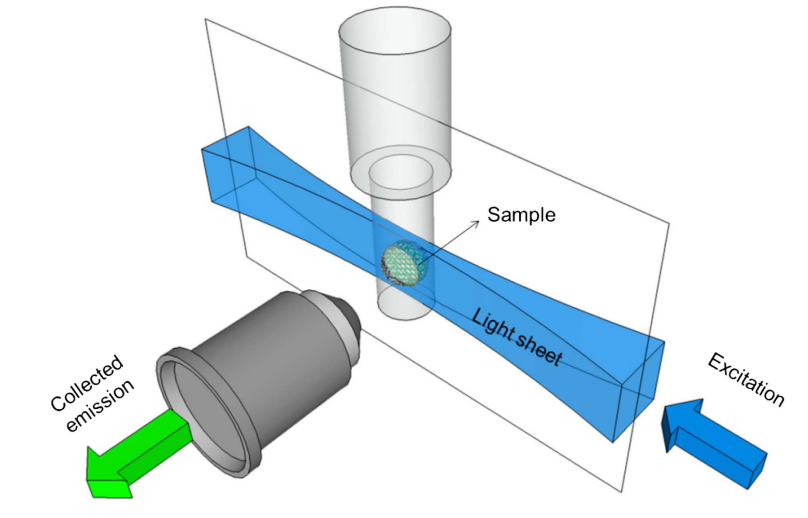 Sample
Light sheet
Excitation
Collected
emission